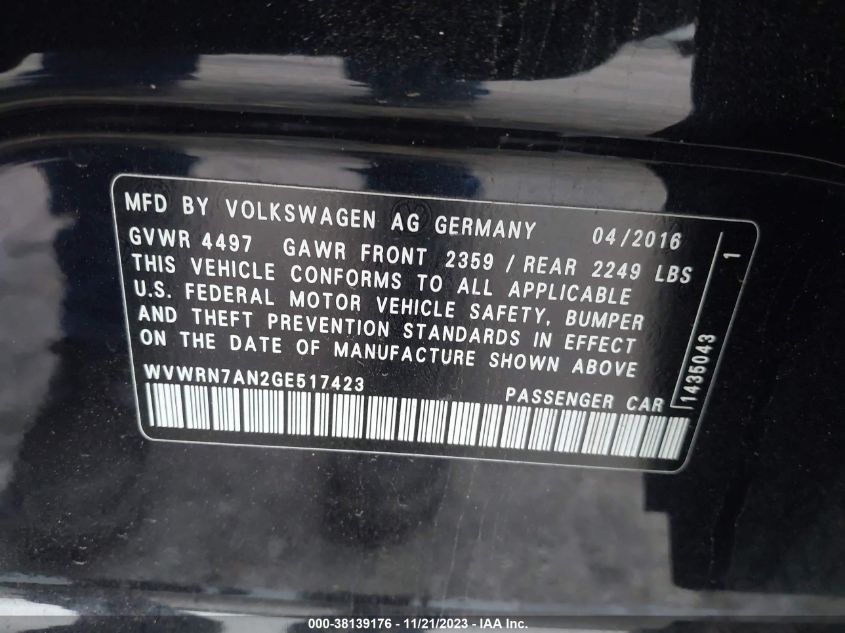 MFD BY VOLKSWAGEN AG GERMANY 04/2016
GVWR 4497 GAWR FRONT 2359 / REAR 2249 LBS
THIS VEHICLE CONFORMS TO ALL APPLICABLE
U.S. FEDERAL MOTOR VEHICLE SAFETY, BUMPER
AND THEFT PREVENTION STANDARDS IN EFFECT
ON THE DATE OF MANUFACTURE SHOWN ABOVE
WVWRN7AN2GE517423 PASSENGER CAR
1435043 1
000-38139176 - 11/21/2023 - IAA Inc.